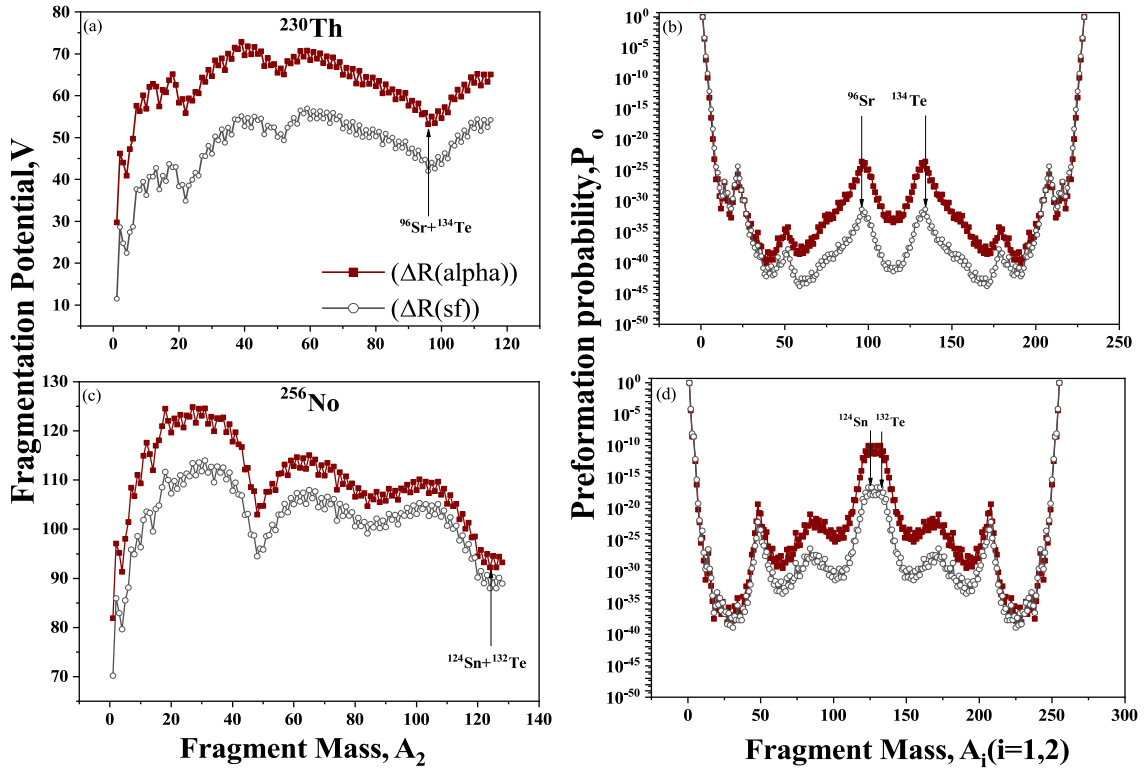 (a)
²³⁰Th
80
70
60
50
40
30
20
10
0 20 40 60 80 100 120
⁹⁶Sr+¹³⁴Te
(ΔR(alpha))
(ΔR(sf))
(b)
10⁰
10⁻⁵
10⁻¹⁰
10⁻¹⁵
10⁻²⁰
10⁻²⁵
10⁻³⁰
10⁻³⁵
10⁻⁴⁰
10⁻⁴⁵
10⁻⁵⁰
0 50 100 150 200 250
⁹⁶Sr ¹³⁴Te
(c)
²⁵⁶No
130
120
110
100
90
80
70
0 20 40 60 80 100 120 140
¹²⁴Sn+¹³²Te
(d)
10⁰
10⁻⁵
10⁻¹⁰
10⁻¹⁵
10⁻²⁰
10⁻²⁵
10⁻³⁰
10⁻³⁵
10⁻⁴⁰
10⁻⁴⁵
10⁻⁵⁰
0 50 100 150 200 250 300
¹²⁴Sn ¹³²Te
Fragmentation Potential,V
Preformation probability,Pₒ
Fragment Mass, A₂
Fragment Mass, Aᵢ(i=1,2)